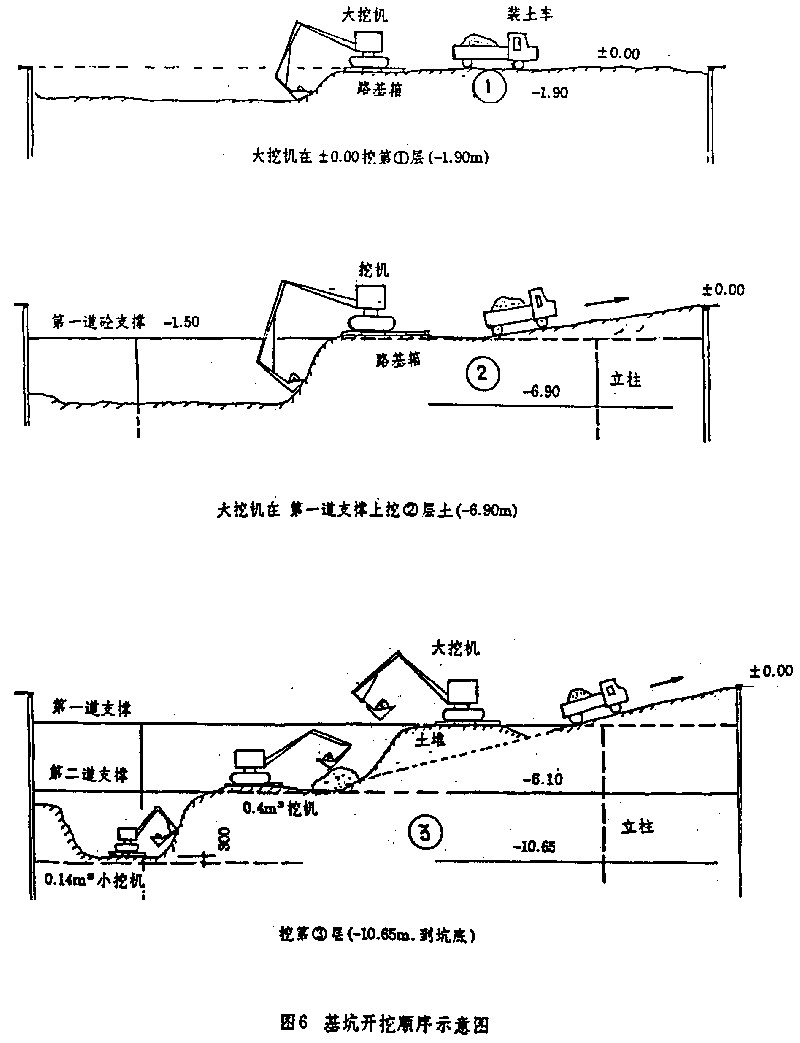 大挖机 装土车
±0.00
路基箱 ① -1.90
大挖机在 ±0.00 挖第①层(-1.90m)
挖机
±0.00
第一道砼支撑 -1.50
路基箱 ② 立柱
-6.90
大挖机在 第一道支撑上挖②层土(-6.90m)
大挖机
±0.00
第一道支撑
土堆
第二道支撑 -6.10
0.4m³挖机
③ 立柱
300 -10.65
0.14m³小挖机
挖第③层(-10.65m.到坑底)
图6 基坑开挖顺序示意图